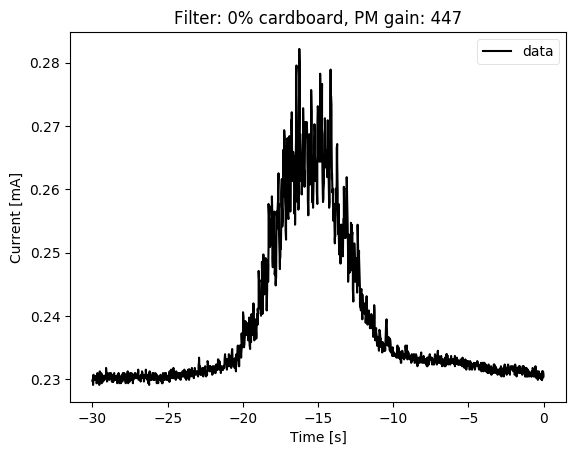 Filter: 0% cardboard, PM gain: 447
data
0.28
0.27
0.26
0.25
0.24
0.23
Current [mA]
−30 −25 −20 −15 −10 −5 0
Time [s]